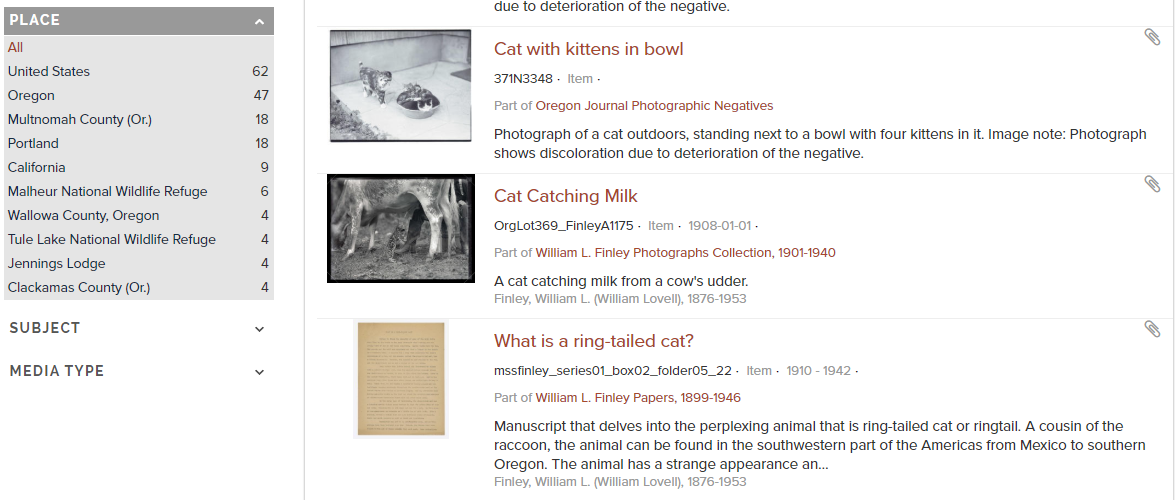 PLACE
All
United States 62
Oregon 47
Multnomah County (Or.) 18
Portland 18
California 9
Malheur National Wildlife Refuge 6
Wallowa County, Oregon 4
Tule Lake National Wildlife Refuge 4
Jennings Lodge 4
Clackamas County (Or.) 4
SUBJECT
MEDIA TYPE
due to deterioration of the negative.
Cat with kittens in bowl
371N3348 · Item ·
Part of Oregon Journal Photographic Negatives
Photograph of a cat outdoors, standing next to a bowl with four kittens in it. Image note: Photograph
shows discoloration due to deterioration of the negative.
Cat Catching Milk
OrgLot369_FinleyA1175 · Item · 1908-01-01 ·
Part of William L. Finley Photographs Collection, 1901-1940
A cat catching milk from a cow's udder.
Finley, William L. (William Lovell), 1876-1953
What is a ring-tailed cat?
mssfinley_series01_box02_folder05_22 · Item · 1910 - 1942 ·
Part of William L. Finley Papers, 1899-1946
Manuscript that delves into the perplexing animal that is ring-tailed cat or ringtail. A cousin of the
raccoon, the animal can be found in the southwestern part of the Americas from Mexico to southern
Oregon. The animal has a strange appearance an...
Finley, William L. (William Lovell), 1876-1953